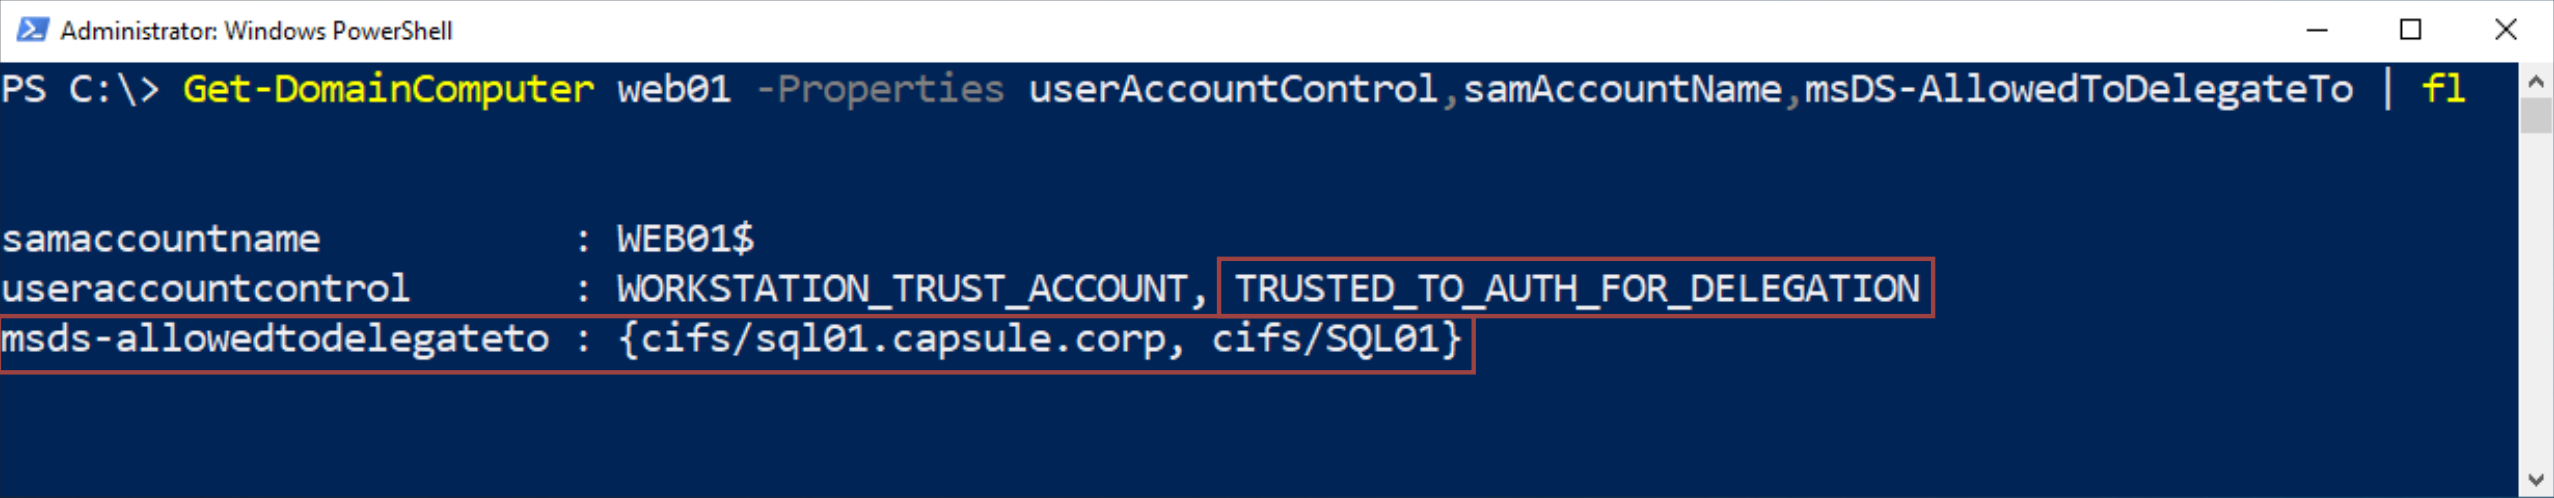 Administrator: Windows PowerShell
PS C:\> Get-DomainComputer web01 -Properties userAccountControl,samAccountName,msDS-AllowedToDelegateTo | fl
samaccountname : WEB01$
useraccountcontrol : WORKSTATION_TRUST_ACCOUNT, TRUSTED_TO_AUTH_FOR_DELEGATION
msds-allowedtodelegateto : {cifs/sql01.capsule.corp, cifs/SQL01}